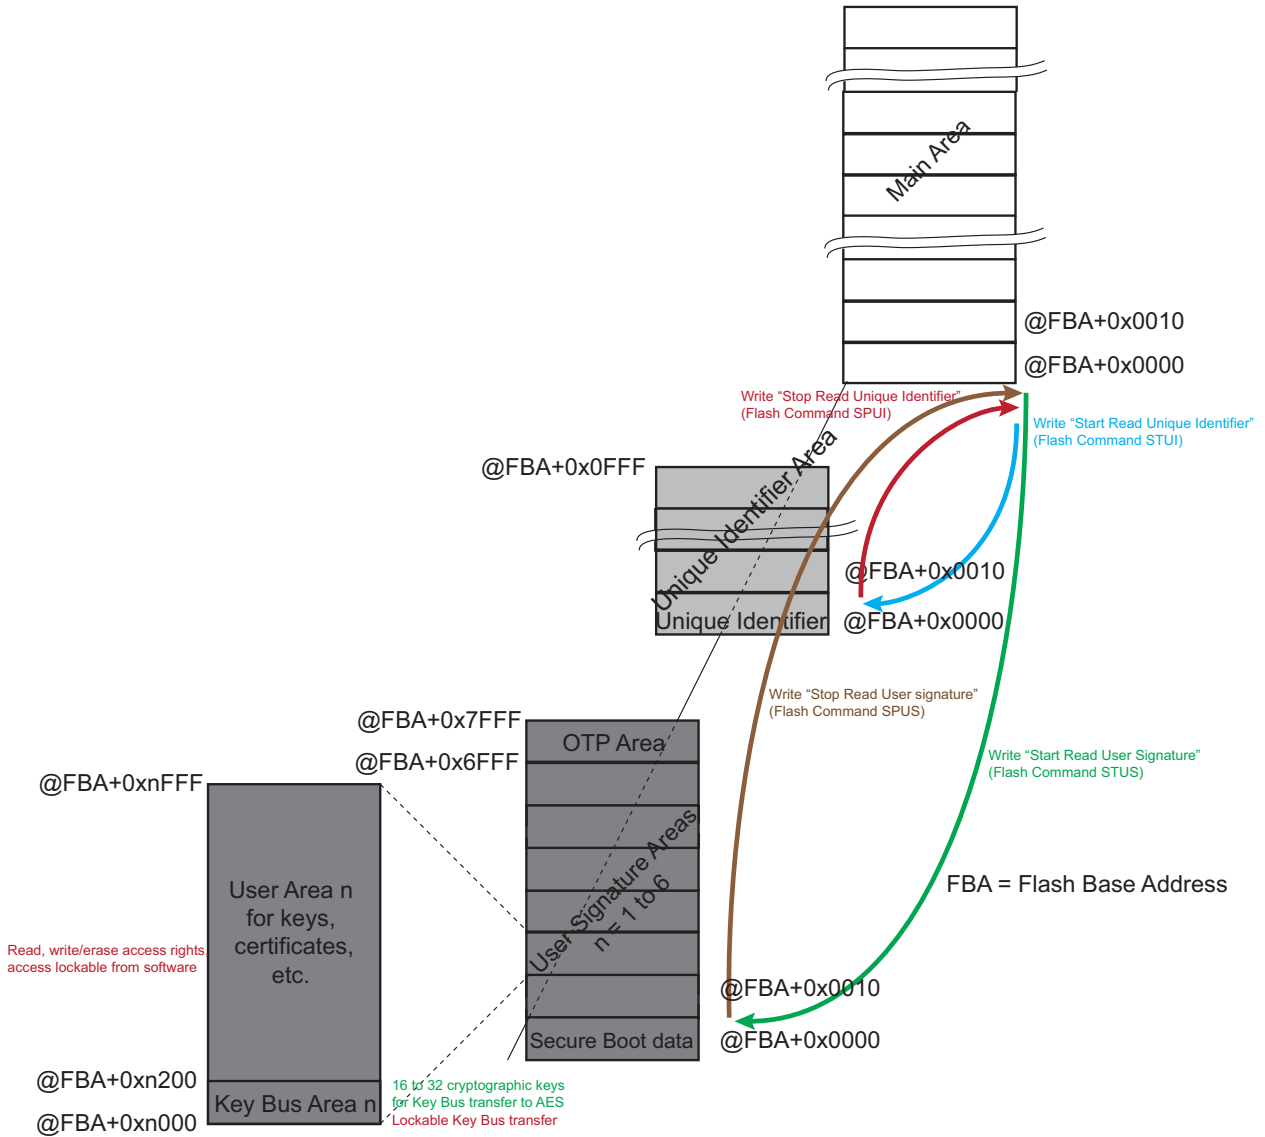 Main Area
@FBA+0x0010
@FBA+0x0000
Write “Stop Read Unique Identifier”
(Flash Command SPUI)
Write “Start Read Unique Identifier”
(Flash Command STUI)
@FBA+0x0FFF
Unique Identifier Area
@FBA+0x0010
Unique Identifier
@FBA+0x0000
Write “Stop Read User signature”
(Flash Command SPUS)
@FBA+0x7FFF
OTP Area
@FBA+0x6FFF
Write “Start Read User Signature”
(Flash Command STUS)
@FBA+0xnFFF
User Signature Areas
n = 1 to 6
User Area n
for keys,
certificates,
etc.
FBA = Flash Base Address
Read, write/erase access rights,
access lockable from software
@FBA+0x0010
Secure Boot data
@FBA+0x0000
@FBA+0xn200
16 to 32 cryptographic keys
for Key Bus transfer to AES
Lockable Key Bus transfer
Key Bus Area n
@FBA+0xn000